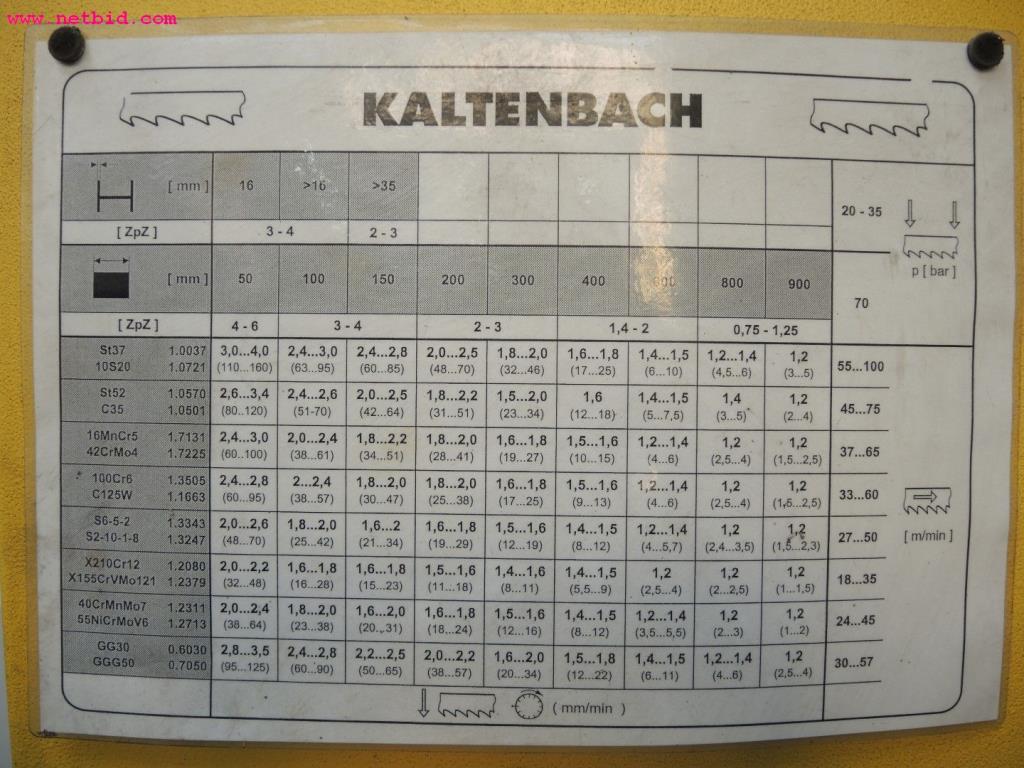 www.netbid.com
KALTENBACH
[ mm ] 16 >16 >35
[ ZpZ ] 3 - 4 2 - 3
20 - 35
p [ bar ]
[ mm ] 50 100 150 200 300 400 800 900
70
[ ZpZ ] 4 - 6 3 - 4 2 - 3 1,4 - 2 0,75 - 1,25
St37 1.0037 3,0...4,0 2,4...3,0 2,4...2,8 2,0...2,5 1,8...2,0 1,6...1,8 1,4...1,5 1,2...1,4 1,2
10S20 1.0721 (110...160) (63...95) (60...85) (48...70) (32...46) (17...25) (6...10) (4,5...6) (3...5)
55...100
St52 1.0570 2,6...3,4 2,4...2,6 2,0...2,5 1,8...2,2 1,5...2,0 1,6 1,4...1,5 1,4 1,2
C35 1.0501 (80...120) (51-70) (42...64) (31...51) (23...34) (12...18) (5...7,5) (3...5) (2...4)
45...75
16MnCr5 1.7131 2,4...3,0 2,0...2,4 1,8...2,2 1,8...2,0 1,6...1,8 1,5...1,6 1,2...1,4 1,2 1,2
42CrMo4 1.7225 (60...100) (38...61) (34...51) (28...41) (19...27) (10...15) (4...6) (2,5...4) (1,5...2,5)
37...65
100Cr6 1.3505 2,4...2,8 2...2,4 1,8...2,0 1,8...2,0 1,6...1,8 1,5...1,6 1,2...1,4 1,2 1,2
C125W 1.1663 (60...95) (38...57) (30...47) (25...38) (17...25) (9...13) (4...6) (2,5...4) (1,5...2,5)
33...60
S6-5-2 1.3343 2,0...2,6 1,8...2,0 1,6...2 1,6...1,8 1,5...1,6 1,4...1,5 1,2...1,4 1,2 1,2
S2-10-1-8 1.3247 (48...70) (25...42) (21...34) (19...29) (12...19) (8...12) (4...5,7) (2,4...3,5) (1,5...2,3)
27...50
[ m/min ]
X210Cr12 1.2080 2,0...2,2 1,6...1,8 1,6...1,8 1,5...1,6 1,4...1,6 1,4...1,5 1,2 1,2 1,2
X155CrVMo121 1.2379 (32...48) (16...28) (15...23) (11...18) (8...11) (5,5...9) (2,5...4) (2...2,5) (1...1,5)
18...35
40CrMnMo7 1.2311 2,0...2,4 1,8...2,0 1,6...2,0 1,6...1,8 1,5...1,6 1,4...1,5 1,2...1,4 1,2 1,2
55NiCrMoV6 1.2713 (38...64) (23...38) (20...31) (18...24) (12...16) (8...12) (3,5...5,5) (2...3) (1...2)
24...45
GG30 0.6030 2,8...3,5 2,4...2,8 2,2...2,5 2,0...2,2 1,6...2,0 1,5...1,8 1,4...1,5 1,2...1,4 1,2
GGG50 0.7050 (95...125) (60...90) (50...65) (38...57) (20...34) (12...22) (6...11) (4...6) (2,5...4)
30...57
( mm/min )